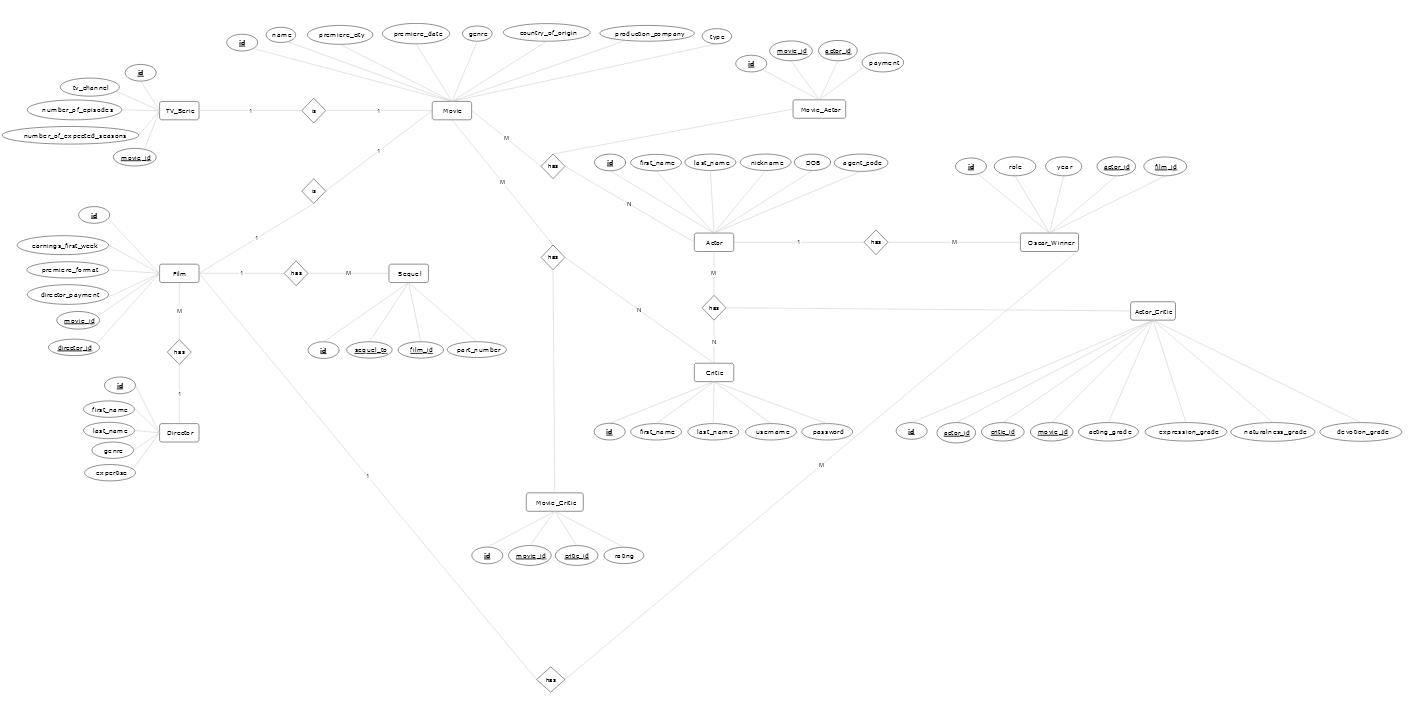 id
name
premiere_city
premiere_date
genre
country_of_origin
production_company
type
id
movie_id
actor_id
payment
id
tv_channel
number_pf_episodes
number_of_expected_seasons
movie_id
TV_Serie
1
is
1
Movie
Movie_Actor
M
has
N
1
is
1
M
id
first_name
last_name
nickname
DOB
agent_code
id
role
year
actor_id
film_id
Actor
1
has
M
Oscar_Winner
id
earnings_first_week
premiere_format
director_payment
movie_id
director_id
Film
1
has
M
Sequel
id
sequel_to
film_id
part_number
M
has
1
Director
id
first_name
last_name
genre
expertise
has
N
M
has
N
Critic
id
first_name
last_name
username
password
Actor_Critic
id
actor_id
critic_id
movie_id
acting_grade
expression_grade
naturalness_grade
devotion_grade
Movie_Critic
id
movie_id
critic_id
rating
1
M
has